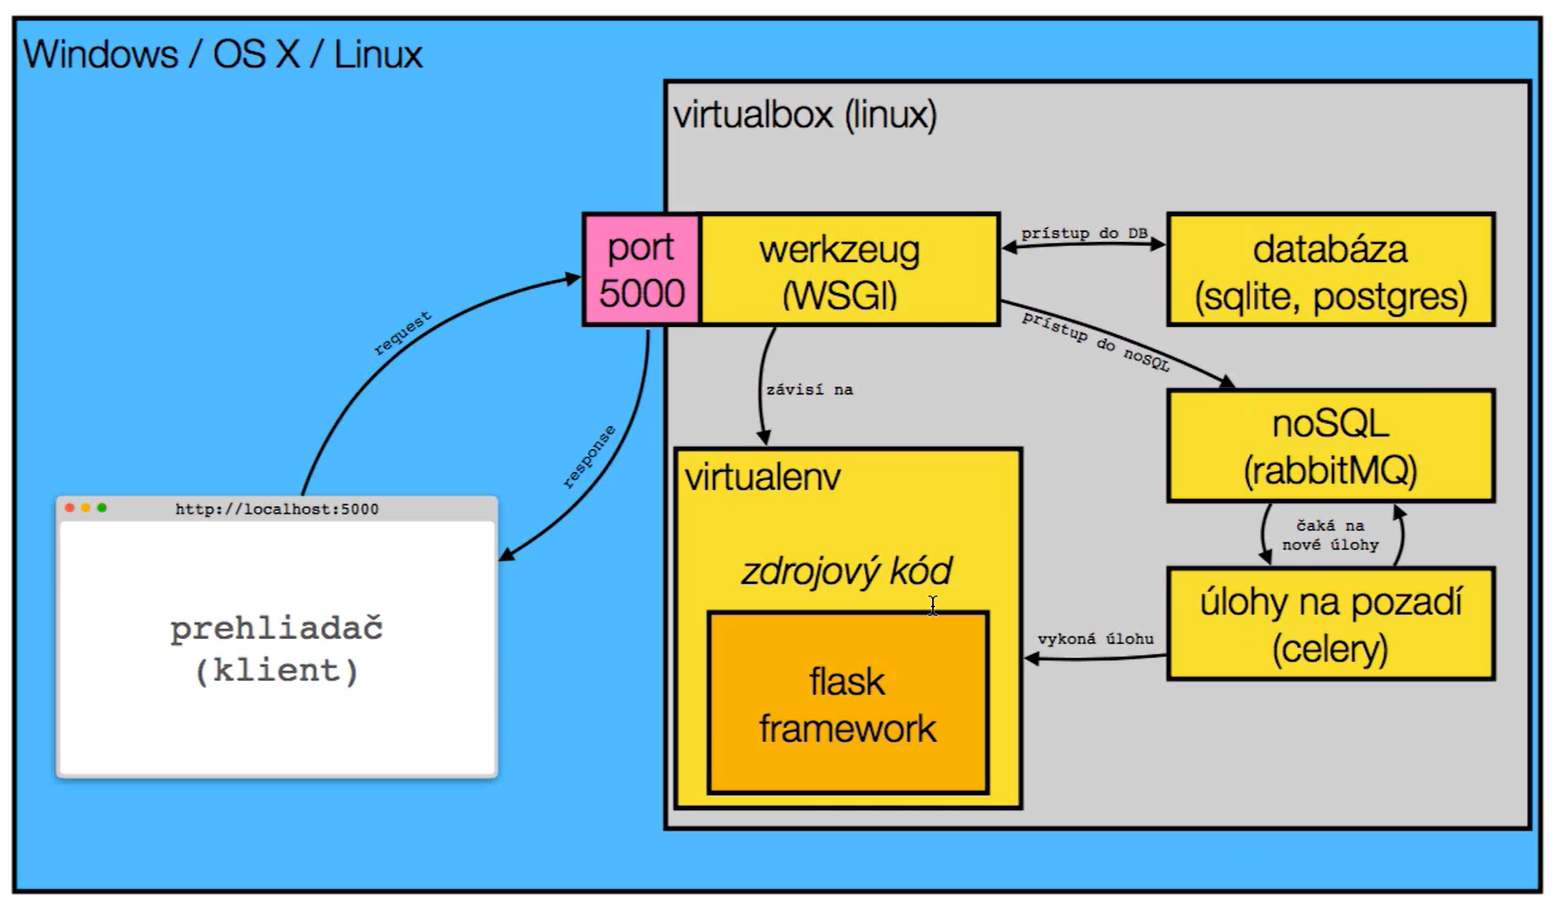 Windows / OS X / Linux
virtualbox (linux)
port
5000
werkzeug
(WSGI)
prístup do DB
databáza
(sqlite, postgres)
request
prístup do noSQL
závisí na
response
noSQL
(rabbitMQ)
virtualenv
http://localhost:5000
čaká na
nové úlohy
zdrojový kód
úlohy na pozadí
(celery)
prehliadač
(klient)
vykoná úlohu
flask
framework